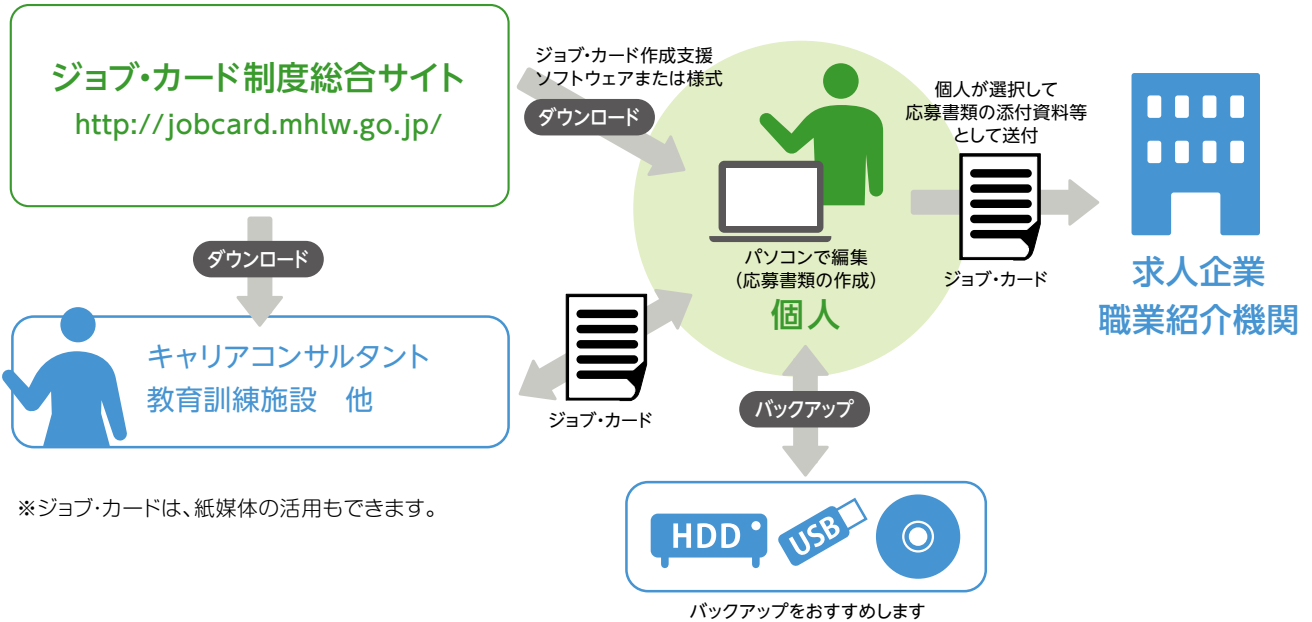 ジョブ・カード制度総合サイト
http://jobcard.mhlw.go.jp/
ジョブ・カード作成支援
ソフトウェアまたは様式
ダウンロード
個人が選択して
応募書類の添付資料等
として送付
ダウンロード
パソコンで編集
(応募書類の作成)
個人
ジョブ・カード
求人企業
職業紹介機関
キャリアコンサルタント
教育訓練施設　他
ジョブ・カード
バックアップ
※ジョブ・カードは、紙媒体の活用もできます。
HDD
USB
バックアップをおすすめします